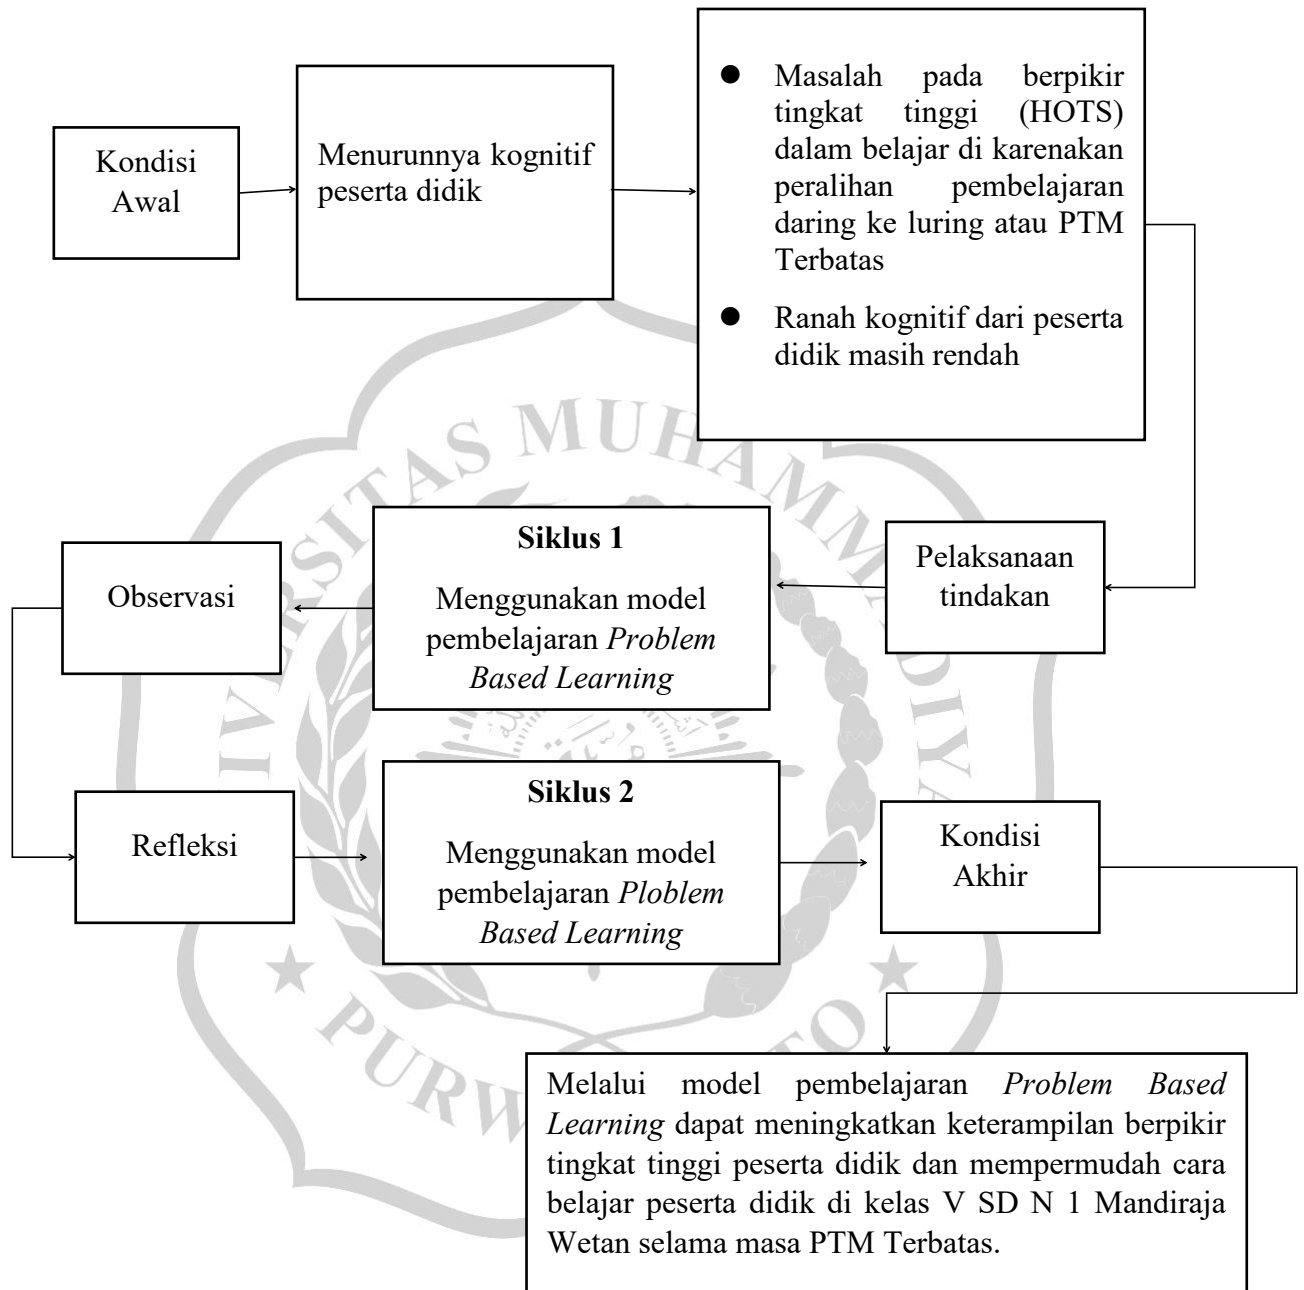 Kondisi
Awal
Menurunnya kognitif
peserta didik
● Masalah pada berpikir
tingkat tinggi (HOTS)
dalam belajar di karenakan
peralihan pembelajaran
daring ke luring atau PTM
Terbatas
● Ranah kognitif dari peserta
didik masih rendah
Pelaksanaan
tindakan
Siklus 1
Menggunakan model
pembelajaran Problem
Based Learning
Observasi
Refleksi
Siklus 2
Menggunakan model
pembelajaran Ploblem
Based Learning
Kondisi
Akhir
Melalui model pembelajaran Problem Based
Learning dapat meningkatkan keterampilan berpikir
tingkat tinggi peserta didik dan mempermudah cara
belajar peserta didik di kelas V SD N 1 Mandiraja
Wetan selama masa PTM Terbatas.